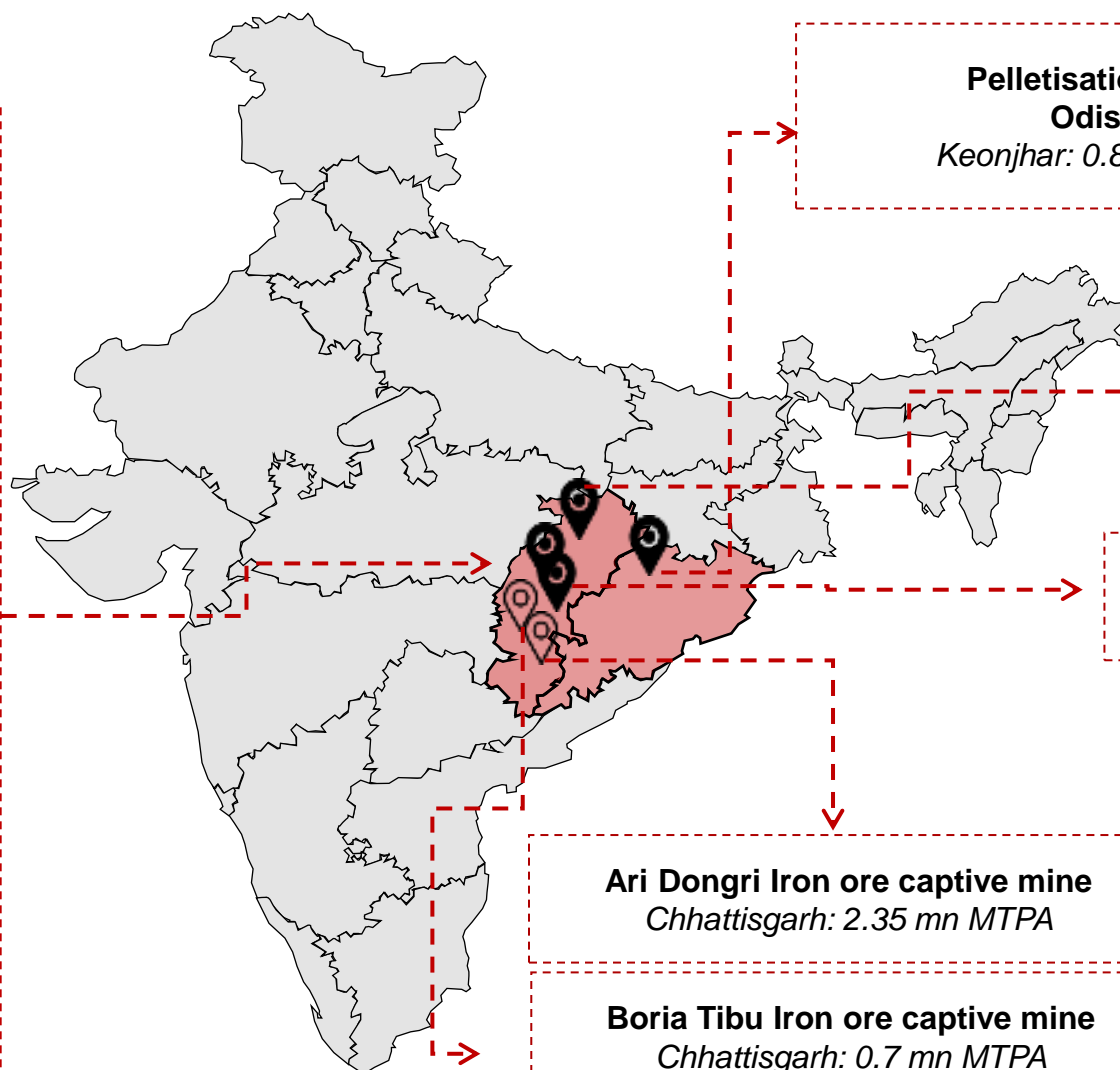 Pelletisatio
Odis
Keonjhar: 0.8
Ari Dongri Iron ore captive mine
Chhattisgarh: 2.35 mn MTPA
Boria Tibu Iron ore captive mine
Chhattisgarh: 0.7 mn MTPA